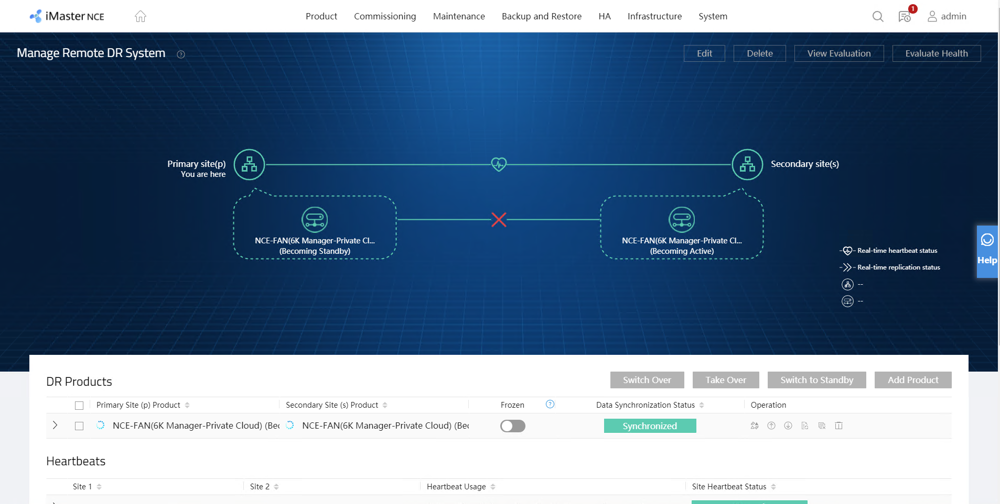 iMaster NCE
Product Commissioning Maintenance Backup and Restore HA Infrastructure System
1
admin
Manage Remote DR System ?
Edit Delete View Evaluation Evaluate Health
Primary site(p)
You are here
Secondary site(s)
NCE-FAN(6K Manager-Private Cl...
(Becoming Standby)
NCE-FAN(6K Manager-Private Cl...
(Becoming Active)
Real-time heartbeat status
Real-time replication status
--
--
Help
DR Products
Switch Over Take Over Switch to Standby Add Product
Primary Site (p) Product Secondary Site (s) Product Frozen ? Data Synchronization Status Operation
NCE-FAN(6K Manager-Private Cloud) (Bec NCE-FAN(6K Manager-Private Cloud) (Bec Synchronized
Heartbeats
Site 1 Site 2 Heartbeat Usage Site Heartbeat Status